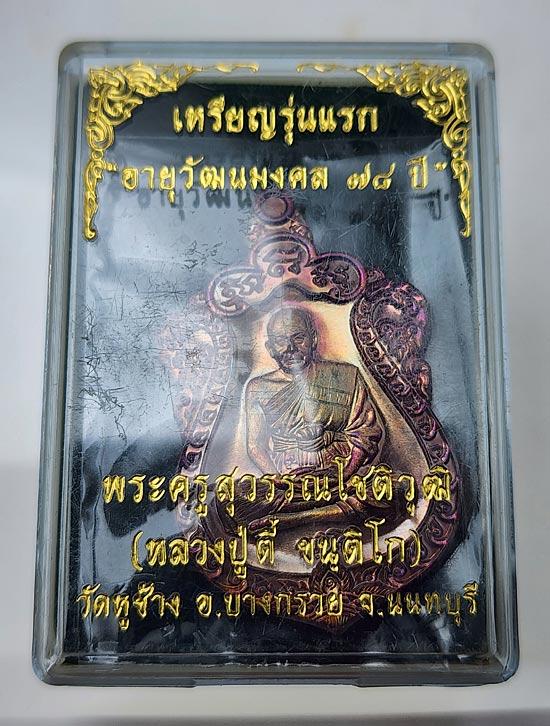 เหรียญรุ่นแรก
"อายุวัฒนมงคล ๗๘ ปี"
พระครูสุวรรณโชติวุฒิ
(หลวงปู่ตี๋ ขนฺติโก)
วัดหูช้าง อ.บางกรวย จ.นนทบุรี